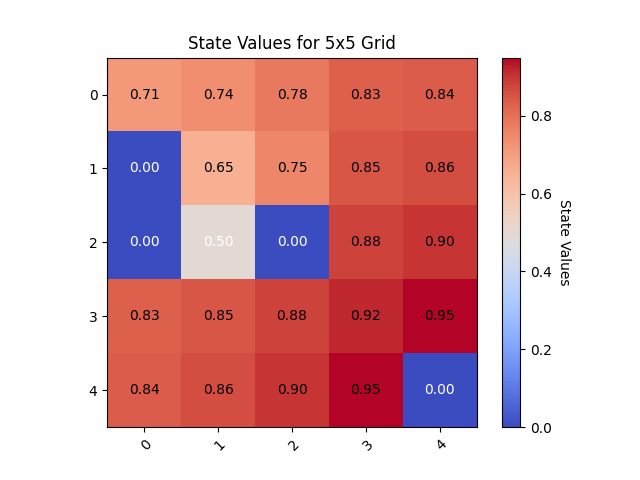 State Values for 5x5 Grid
0 0.71 0.74 0.78 0.83 0.84
1 0.00 0.65 0.75 0.85 0.86
2 0.00 0.50 0.00 0.88 0.90
3 0.83 0.85 0.88 0.92 0.95
4 0.84 0.86 0.90 0.95 0.00
0 1 2 3 4
0.8
0.6
0.4
0.2
0.0
State Values